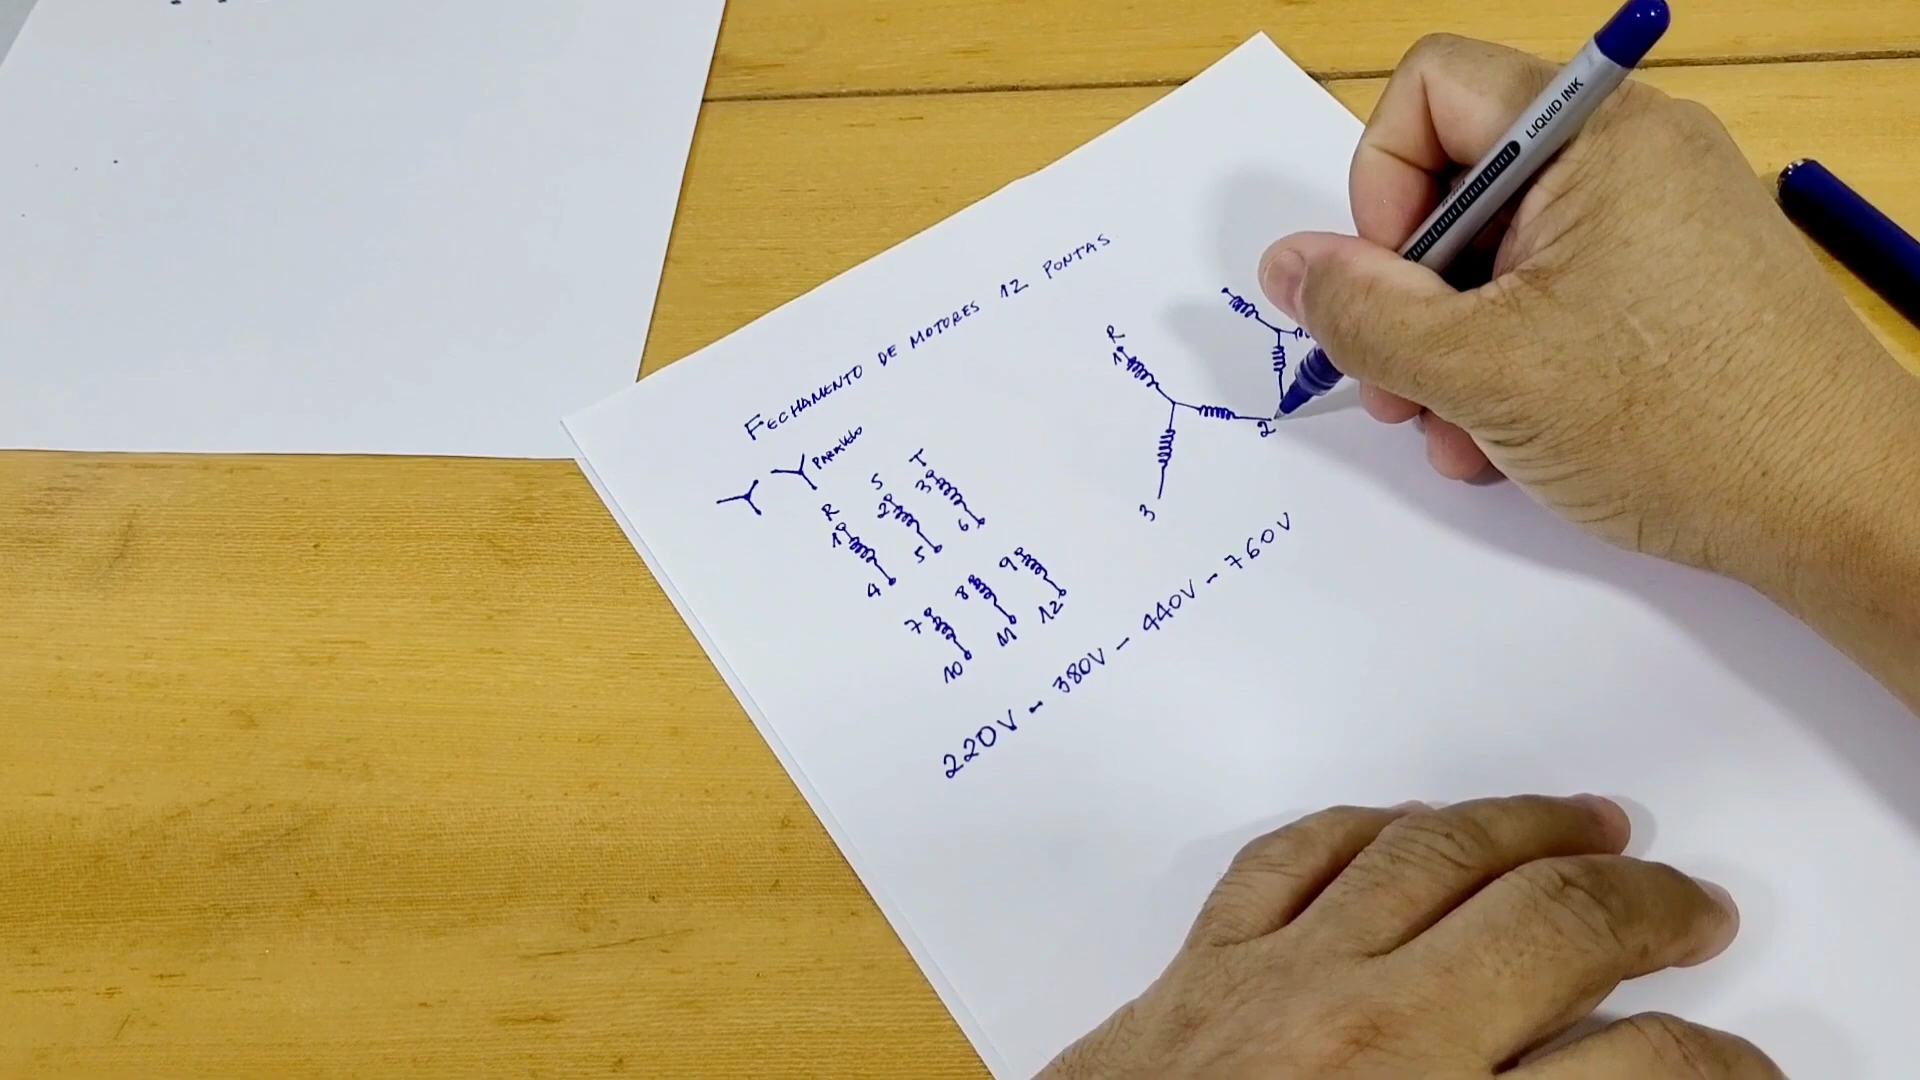 FECHAMENTO DE MOTORES 12 PONTAS
PARALELO
R S T
1 2 3
4 5 6
7 8 9
10 11 12
220V - 380V - 440V - 760V
R
1
2
3
LIQUID INK